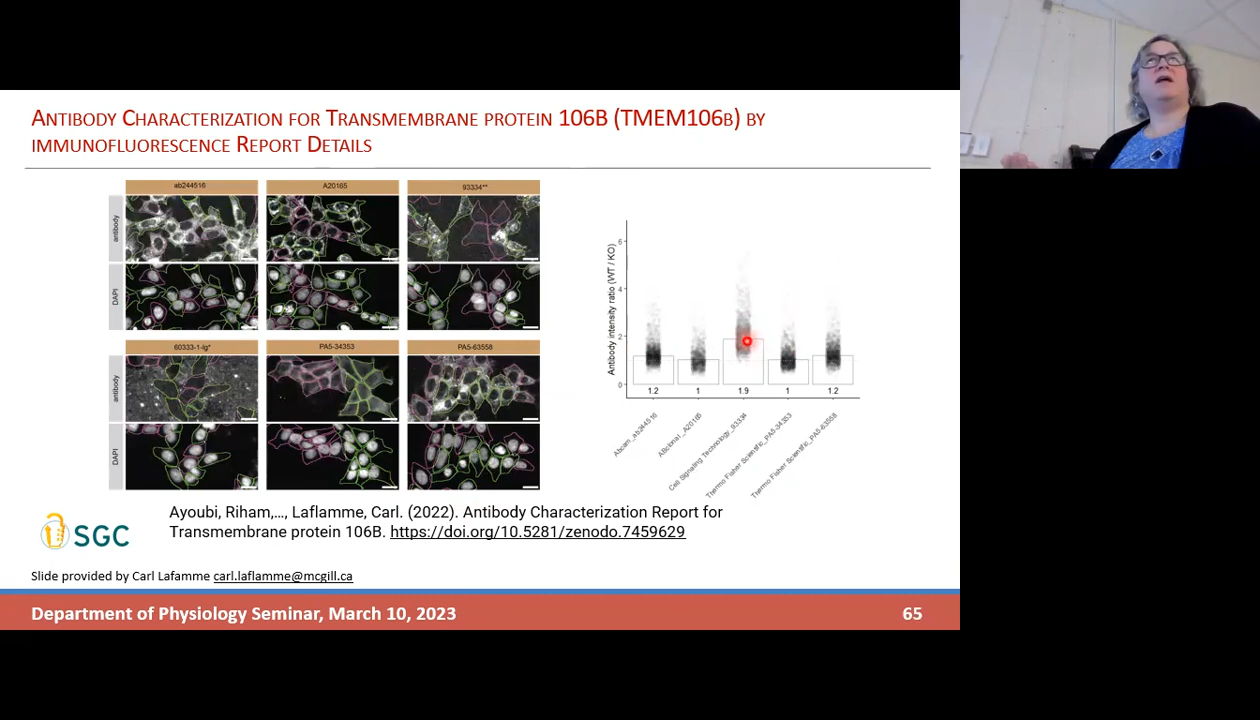 ANTIBODY CHARACTERIZATION FOR TRANSMEMBRANE PROTEIN 106B (TMEM106B) BY
IMMUNOFLUORESCENCE REPORT DETAILS
ab244516
A20165
93334**
antibody
DAPI
60333-1-Ig*
PA5-34353
PA5-63558
antibody
DAPI
Antibody intensity ratio (WT / KO)
6
4
2
0
1.2
1
1.9
1
1.2
Abcam_ab244516
ABclonal_A20165
Cell Signaling Technology_93334
Thermo Fisher Scientific_PA5-34353
Thermo Fisher Scientific_PA5-63558
Ayoubi, Riham,..., Laflamme, Carl. (2022). Antibody Characterization Report for
Transmembrane protein 106B. https://doi.org/10.5281/zenodo.7459629
SGC
Slide provided by Carl Lafamme carl.laflamme@mcgill.ca
Department of Physiology Seminar, March 10, 2023
65